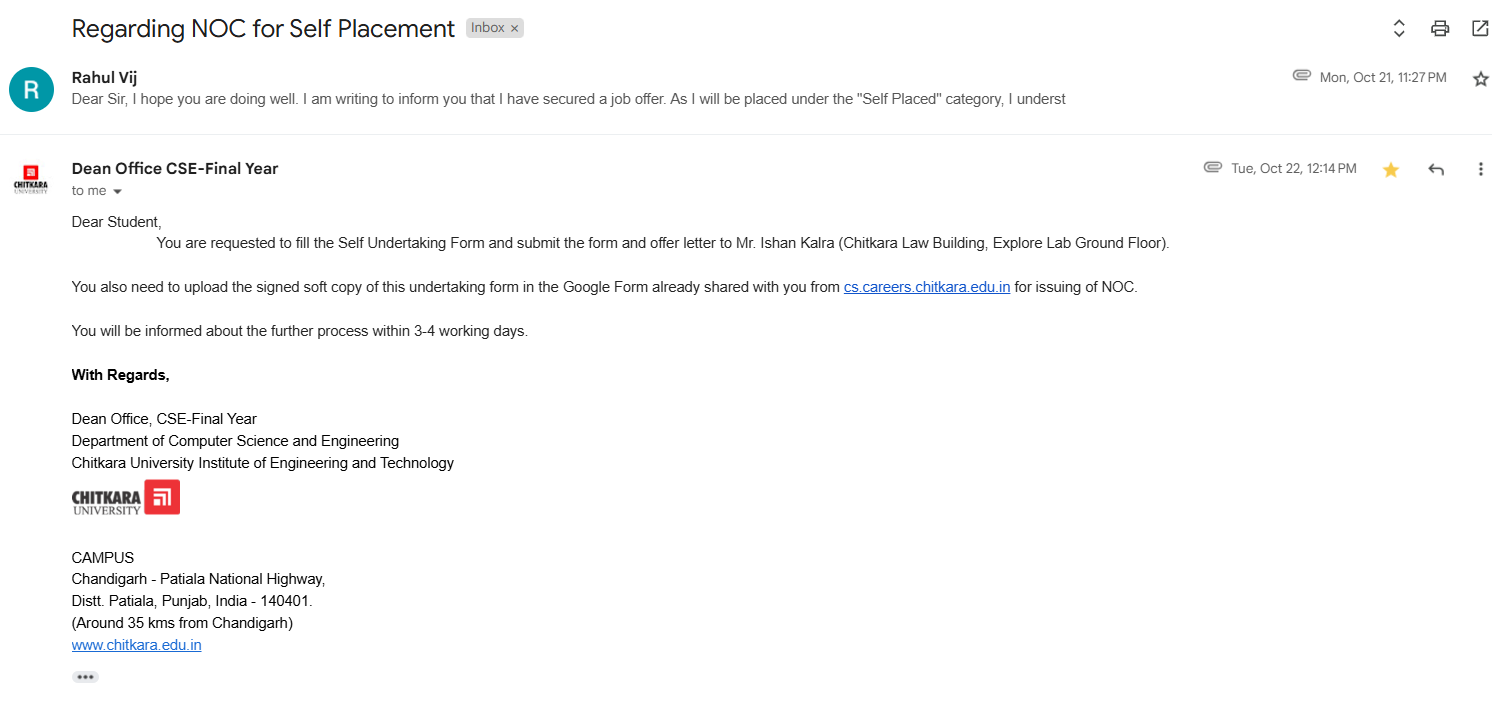 Regarding NOC for Self Placement Inbox ×
R
Rahul Vij
Mon, Oct 21, 11:27 PM
Dear Sir, I hope you are doing well. I am writing to inform you that I have secured a job offer. As I will be placed under the "Self Placed" category, I underst
CHITKARA
UNIVERSITY
Dean Office CSE-Final Year
Tue, Oct 22, 12:14 PM
to me
Dear Student,
You are requested to fill the Self Undertaking Form and submit the form and offer letter to Mr. Ishan Kalra (Chitkara Law Building, Explore Lab Ground Floor).
You also need to upload the signed soft copy of this undertaking form in the Google Form already shared with you from cs.careers.chitkara.edu.in for issuing of NOC.
You will be informed about the further process within 3-4 working days.
With Regards,
Dean Office, CSE-Final Year
Department of Computer Science and Engineering
Chitkara University Institute of Engineering and Technology
CHITKARA
UNIVERSITY
CAMPUS
Chandigarh - Patiala National Highway,
Distt. Patiala, Punjab, India - 140401.
(Around 35 kms from Chandigarh)
www.chitkara.edu.in